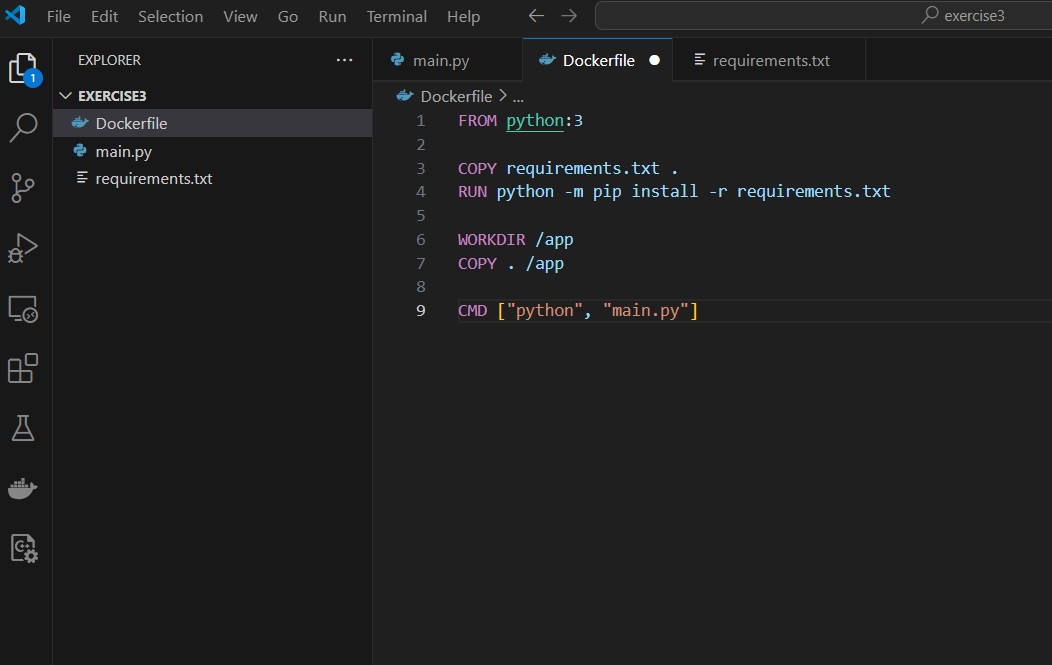 File Edit Selection View Go Run Terminal Help exercise3
1
EXPLORER ...
EXERCISE3
Dockerfile
main.py
requirements.txt
main.py Dockerfile requirements.txt
Dockerfile > ...
1 FROM python:3
2
3 COPY requirements.txt .
4 RUN python -m pip install -r requirements.txt
5
6 WORKDIR /app
7 COPY . /app
8
9 CMD ["python", "main.py"]